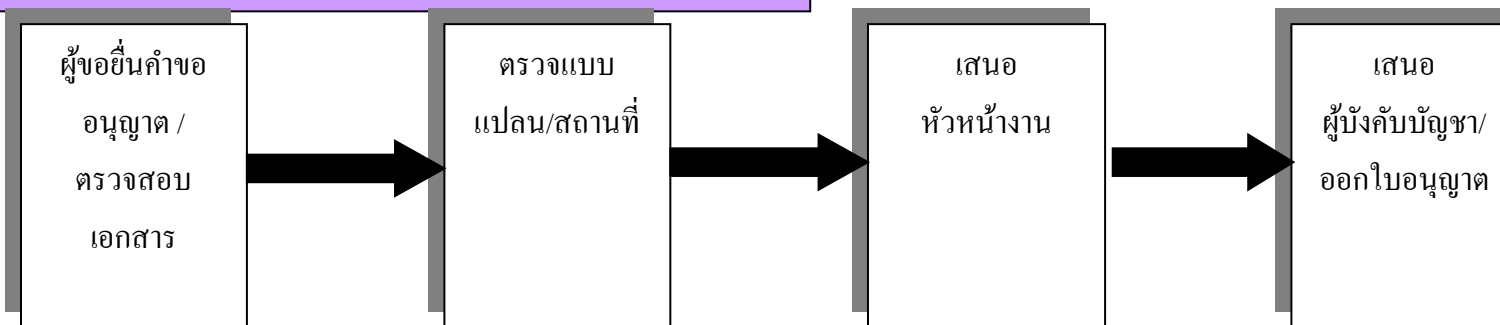 ผู้ขอยื่นคำขอ
อนุญาต /
ตรวจสอบ
เอกสาร
ตรวจแบบ
แปลน/สถานที่
เสนอ
หัวหน้างาน
เสนอ
ผู้บังคับบัญชา/
ออกใบอนุญาต